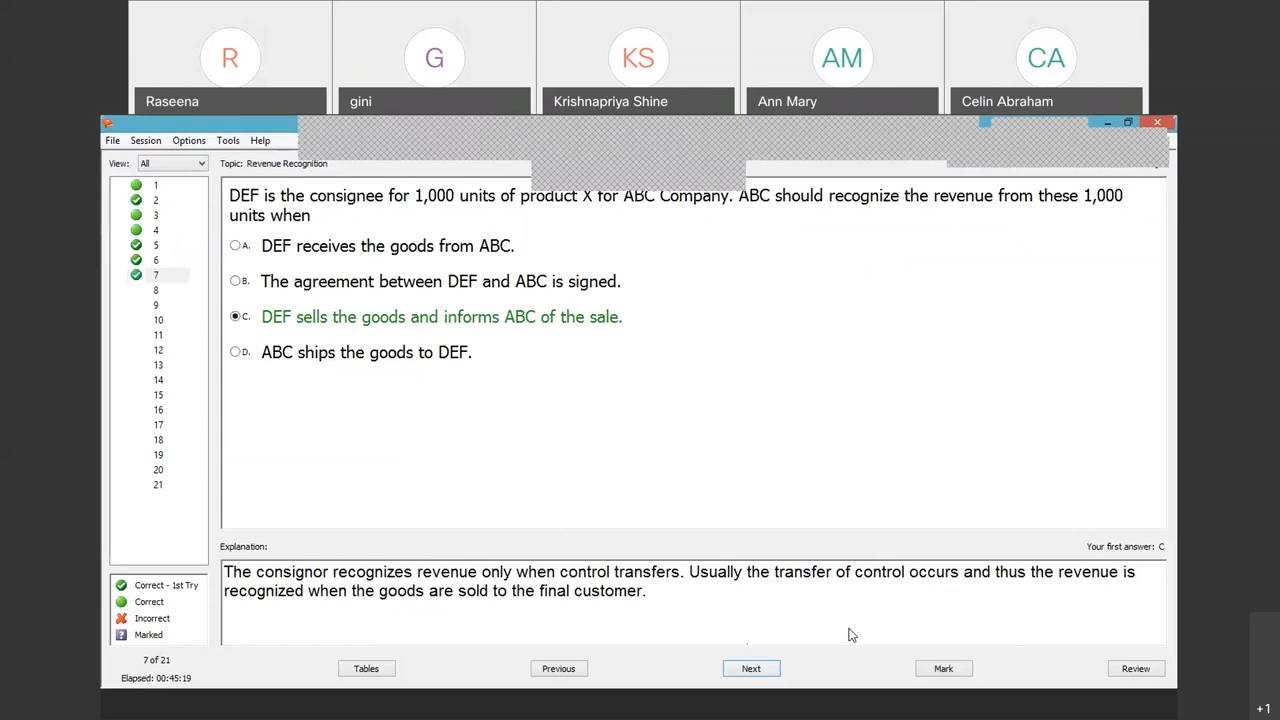 R
G
KS
AM
CA
Raseena
gini
Krishnapriya Shine
Ann Mary
Celin Abraham
File Session Options Tools Help
View: All
Topic: Revenue Recognition
1
2
3
4
5
6
7
8
9
10
11
12
13
14
15
16
17
18
19
20
21
DEF is the consignee for 1,000 units of product X for ABC Company. ABC should recognize the revenue from these 1,000
units when
A. DEF receives the goods from ABC.
B. The agreement between DEF and ABC is signed.
C. DEF sells the goods and informs ABC of the sale.
D. ABC ships the goods to DEF.
Explanation:
Your first answer: C
The consignor recognizes revenue only when control transfers. Usually the transfer of control occurs and thus the revenue is
recognized when the goods are sold to the final customer.
Correct - 1st Try
Correct
Incorrect
? Marked
7 of 21
Elapsed: 00:45:19
Tables
Previous
Next
Mark
Review
+1